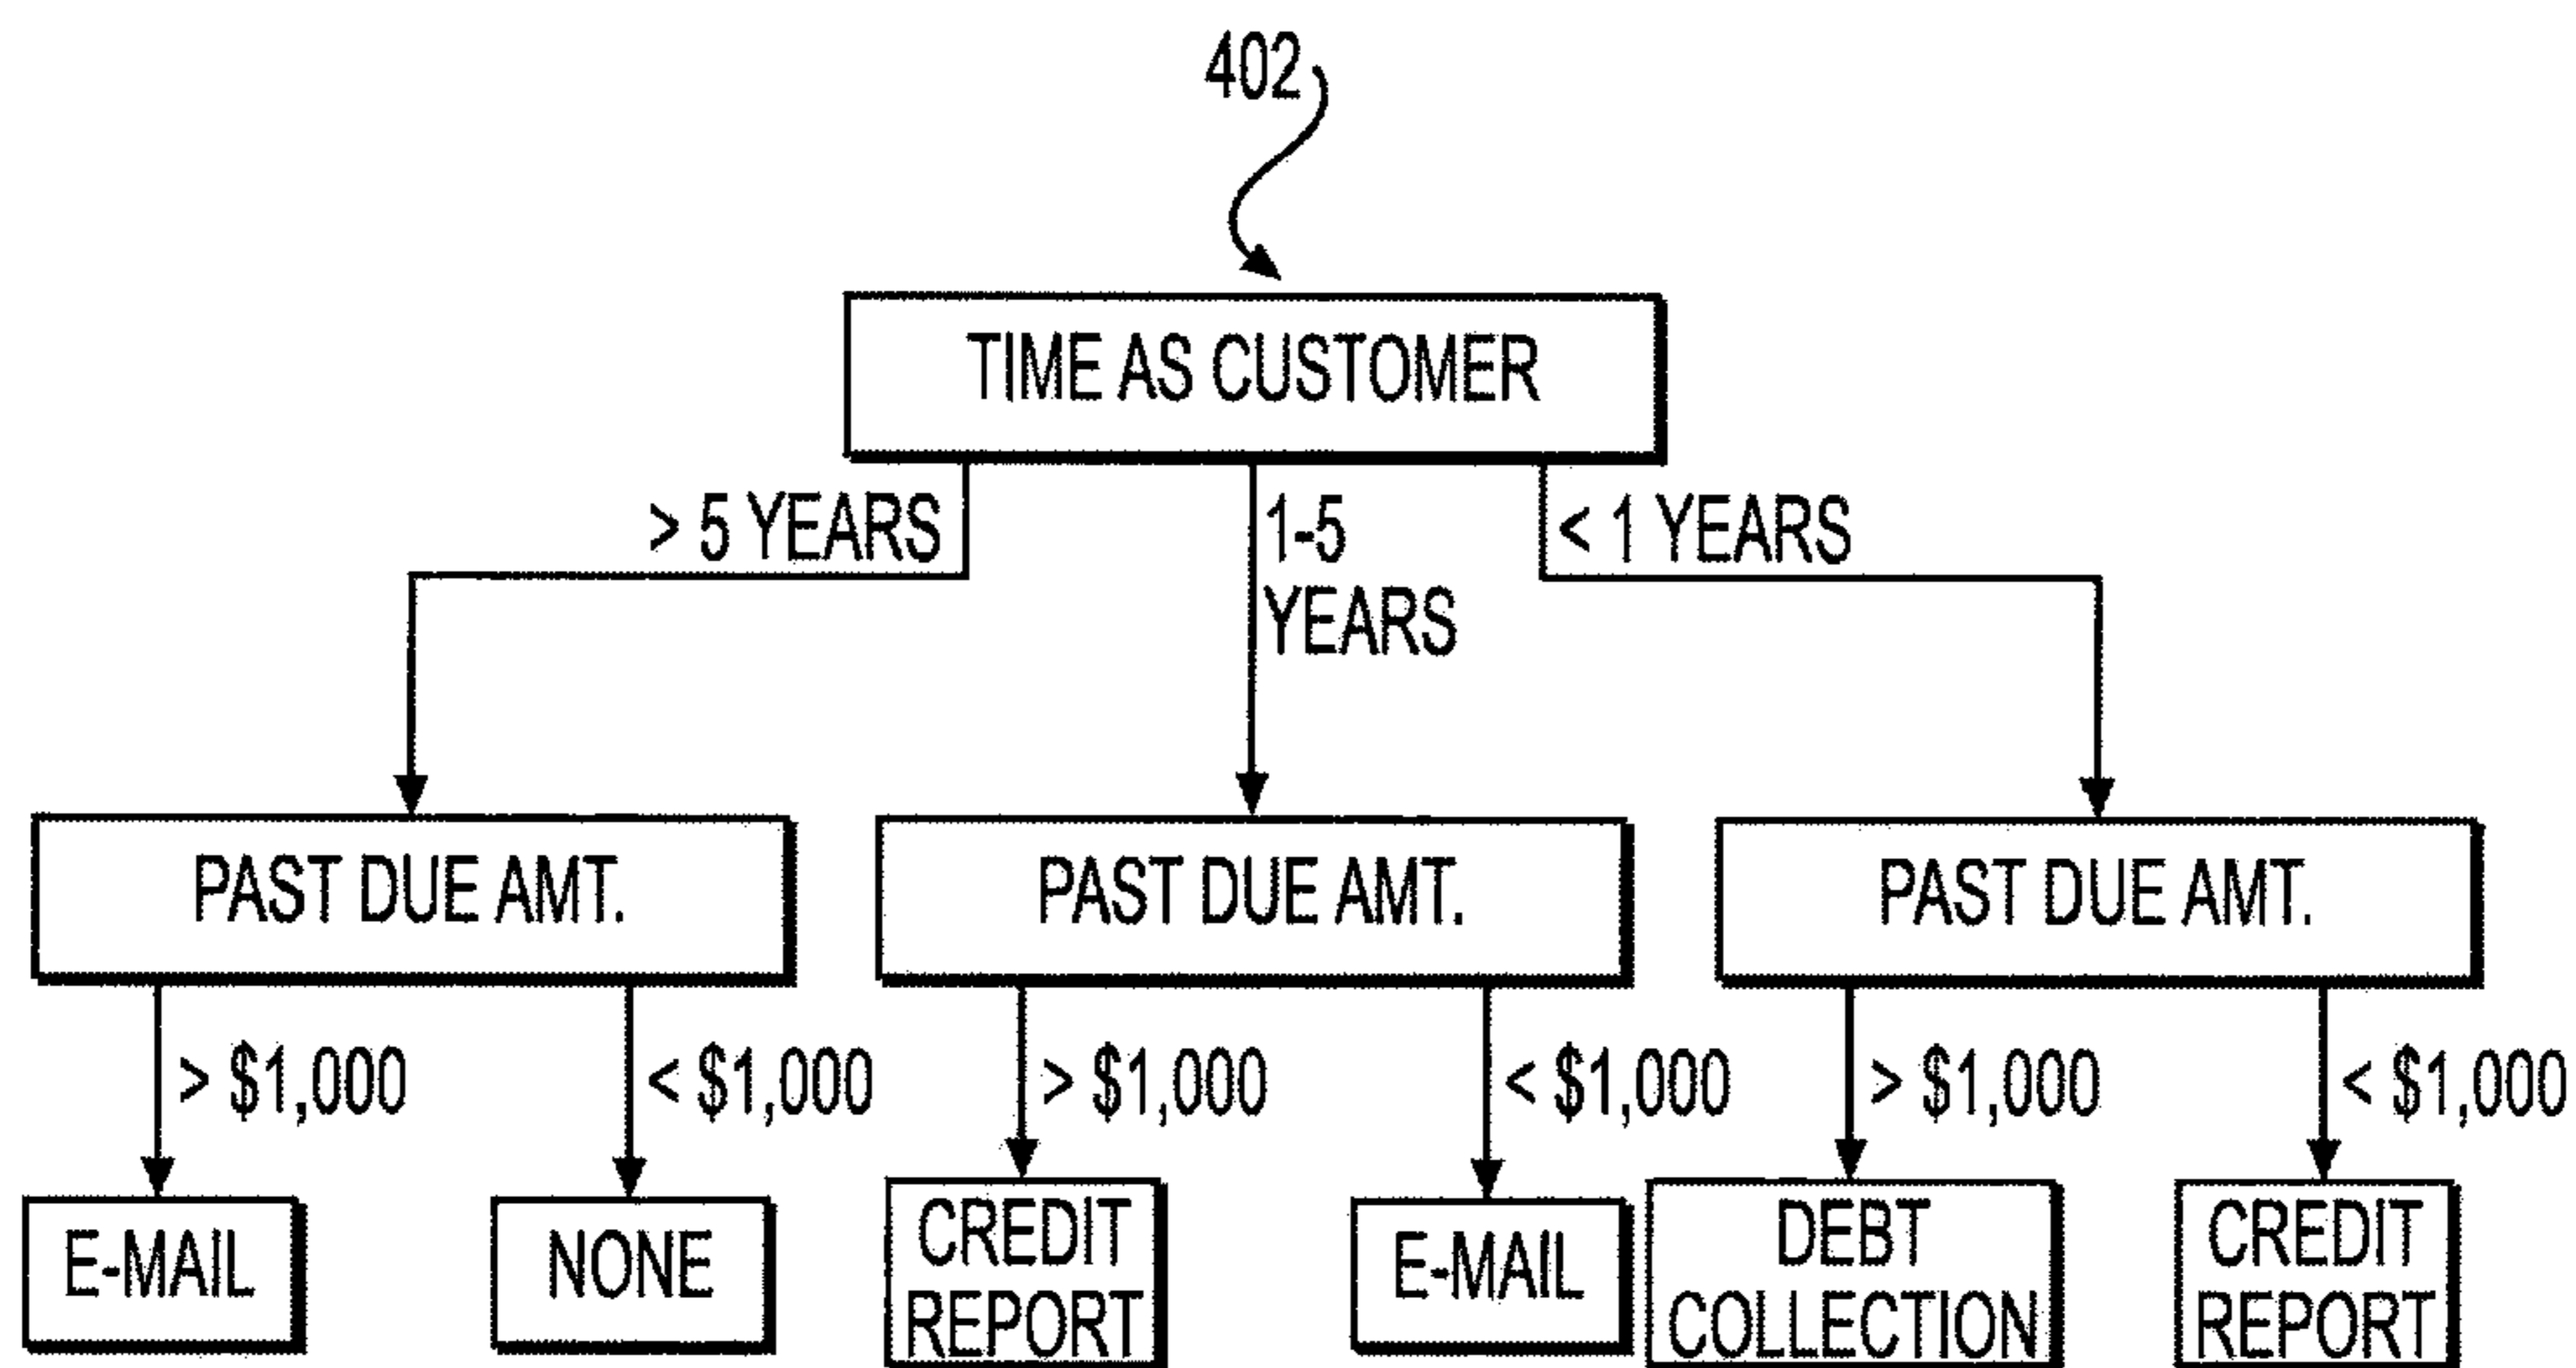 402
TIME AS CUSTOMER
> 5 YEARS
1-5
YEARS
< 1 YEARS
PAST DUE AMT.
PAST DUE AMT.
PAST DUE AMT.
> $1,000
< $1,000
> $1,000
< $1,000
> $1,000
< $1,000
E-MAIL
NONE
CREDIT
REPORT
E-MAIL
DEBT
COLLECTION
CREDIT
REPORT